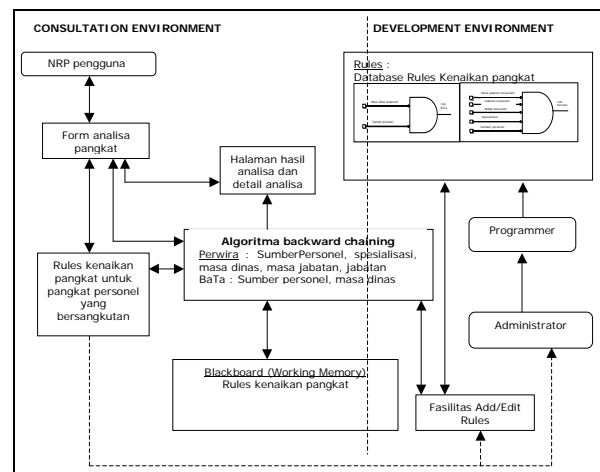 CONSULTATION ENVIRONMENT
DEVELOPMENT ENVIRONMENT
NRP pengguna
Form analisa
pangkat
Halaman hasil
analisa dan
detail analisa
Rules :
Database Rules Kenaikan pangkat
Algoritma backward chaining
Perwira : SumberPersonel, spesialisasi,
masa dinas, masa jabatan, jabatan
BaTa : Sumber personel, masa dinas
Rules kenaikan
pangkat untuk
pangkat personel
yang
bersangkutan
Programmer
Administrator
Blackboard (Working Memory)
Rules kenaikan pangkat
Fasilitas Add/Edit
Rules